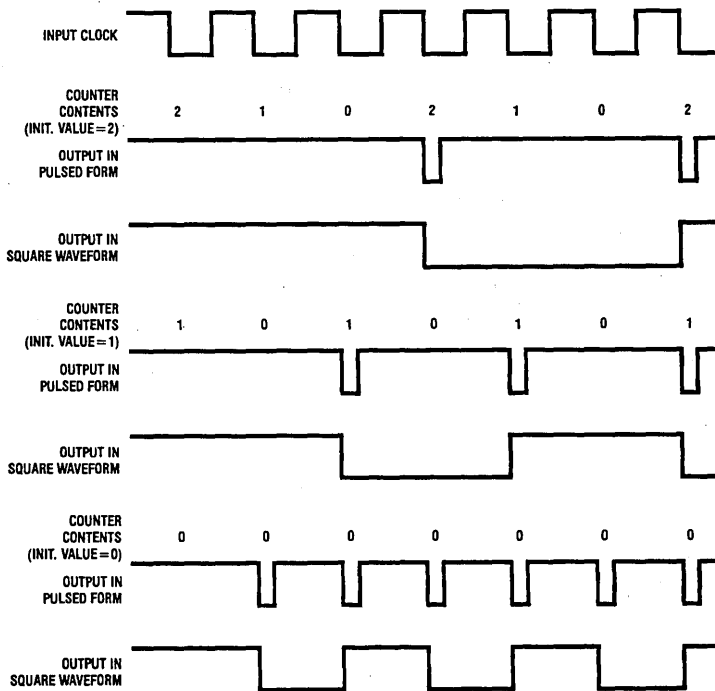 INPUT CLOCK
COUNTER
CONTENTS
(INIT. VALUE=2)
2 1 0 2 1 0 2
OUTPUT IN
PULSED FORM
OUTPUT IN
SQUARE WAVEFORM
COUNTER
CONTENTS
(INIT. VALUE=1)
1 0 1 0 1 0 1
OUTPUT IN
PULSED FORM
OUTPUT IN
SQUARE WAVEFORM
COUNTER
CONTENTS
(INIT. VALUE=0)
0 0 0 0 0 0 0
OUTPUT IN
PULSED FORM
OUTPUT IN
SQUARE WAVEFORM